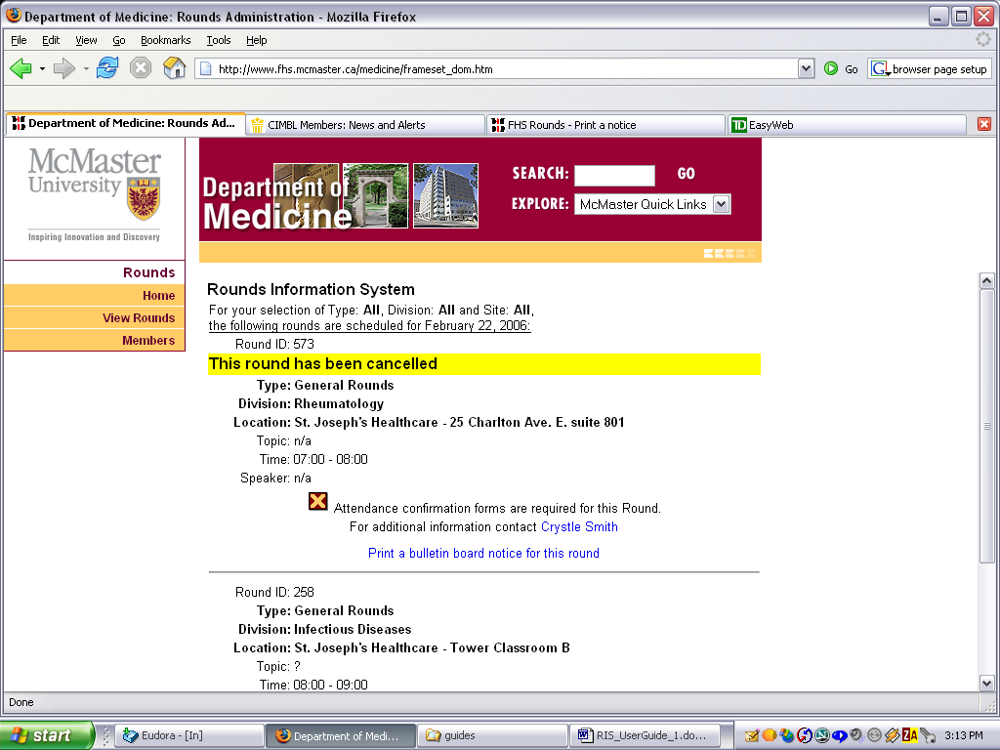 Department of Medicine: Rounds Administration - Mozilla Firefox
File Edit View Go Bookmarks Tools Help
http://www.fhs.mcmaster.ca/medicine/frameset_dom.htm Go browser page setup
Department of Medicine: Rounds Ad... CIMBL Members: News and Alerts FHS Rounds - Print a notice TD EasyWeb
McMaster
University
Inspiring Innovation and Discovery
Department of
Medicine
SEARCH: GO
EXPLORE: McMaster Quick Links
Rounds
Home
View Rounds
Members
Rounds Information System
For your selection of Type: All, Division: All and Site: All,
the following rounds are scheduled for February 22, 2006:
Round ID: 573
This round has been cancelled
Type: General Rounds
Division: Rheumatology
Location: St. Joseph's Healthcare - 25 Charlton Ave. E. suite 801
Topic: n/a
Time: 07:00 - 08:00
Speaker: n/a
Attendance confirmation forms are required for this Round.
For additional information contact Crystle Smith
Print a bulletin board notice for this round
Round ID: 258
Type: General Rounds
Division: Infectious Diseases
Location: St. Joseph's Healthcare - Tower Classroom B
Topic: ?
Time: 08:00 - 09:00
Done
start Eudora - [In] Department of Medi... guides RIS_UserGuide_1.do... ZA 3:13 PM